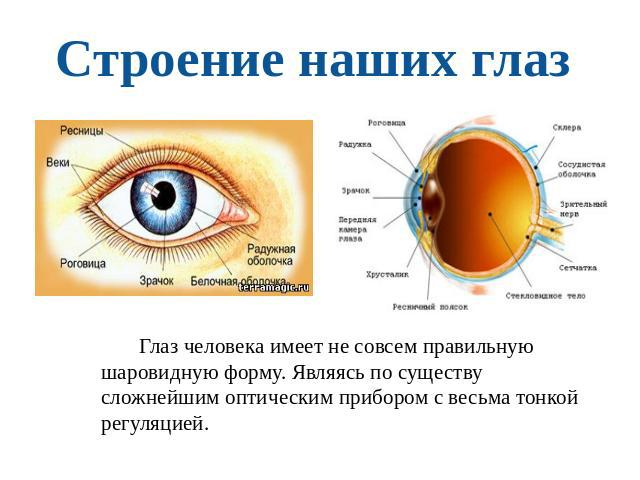 Строение наших глаз
Ресницы
Веки
Роговица
Зрачок
Белочная оболочка
Радужная
оболочка
terramagic.ru
Роговица
Радужка
Зрачок
Передняя
камера
глаза
Хрусталик
Ресничный поясок
Склера
Сосудистая
оболочка
Зрительный
нерв
Сетчатка
Стекловидное тело
Глаз человека имеет не совсем правильную
шаровидную форму. Являясь по существу
сложнейшим оптическим прибором с весьма тонкой
регуляцией.